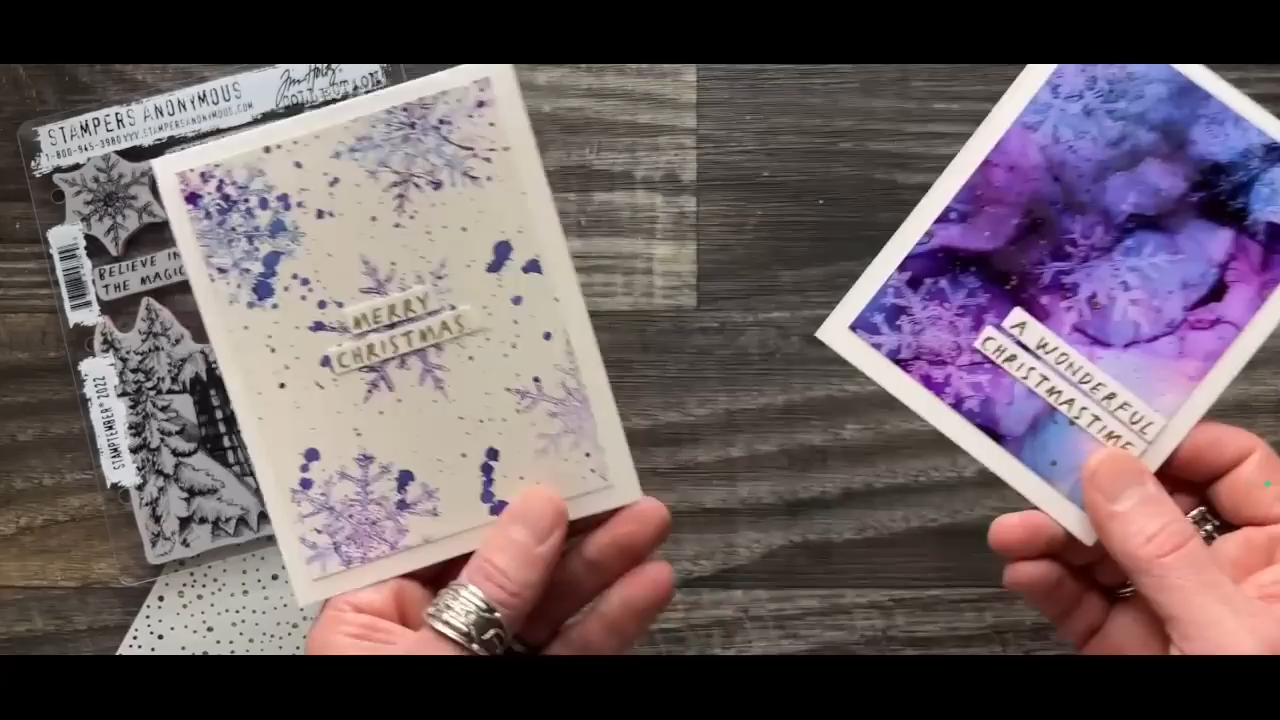 STAMPERS ANONYMOUS
Tim Holtz
COLLECTION
1-800-945-3980 WWW.STAMPERSANONYMOUS.COM
BELIEVE IN
THE MAGIC
STAMPTEMBER® 2022
MERRY
CHRISTMAS
A WONDERFUL
CHRISTMASTIME